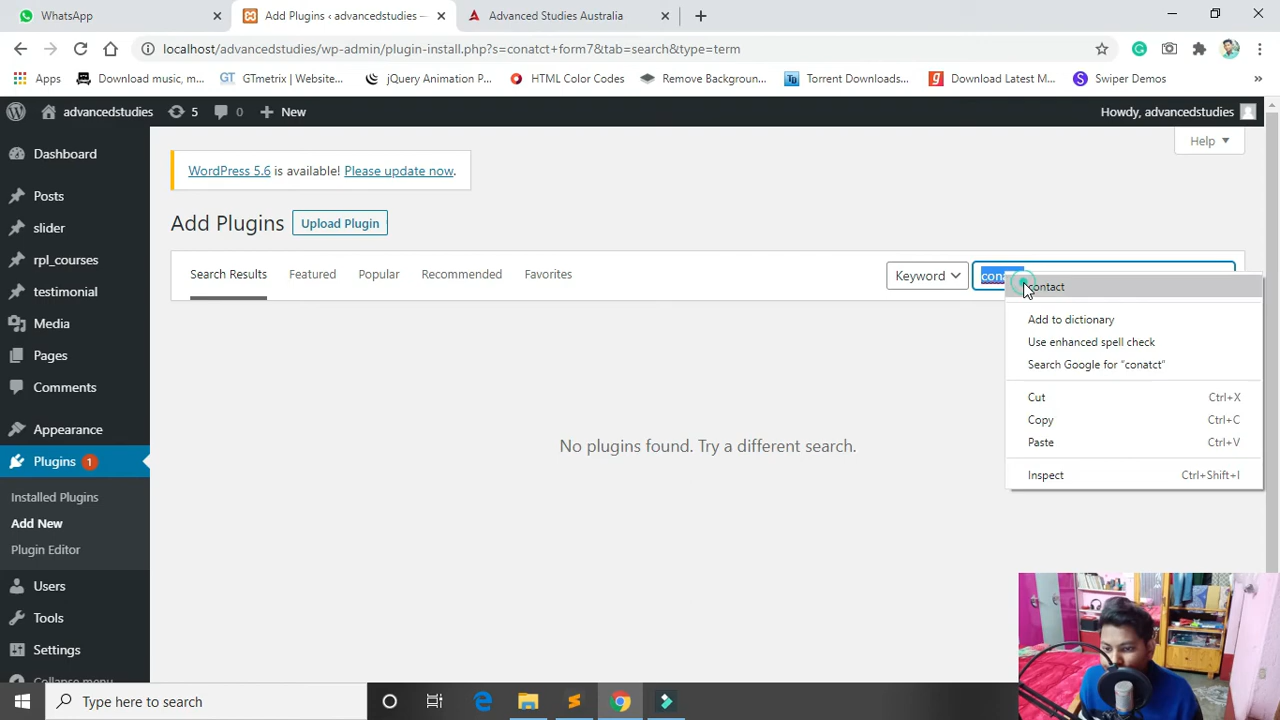 WhatsApp
Add Plugins ‹ advancedstudies —
Advanced Studies Australia
localhost/advancedstudies/wp-admin/plugin-install.php?s=conatct+form7&tab=search&type=term
Apps
Download music, m...
GTmetrix | Website...
jQuery Animation P...
HTML Color Codes
Remove Backgroun...
Torrent Downloads...
Download Latest M...
Swiper Demos
»
advancedstudies
5
0
New
Howdy, advancedstudies
Help
Dashboard
Posts
slider
rpl_courses
testimonial
Media
Pages
Comments
Appearance
Plugins 1
Installed Plugins
Add New
Plugin Editor
Users
Tools
Settings
Collapse menu
WordPress 5.6 is available! Please update now.
Add Plugins
Upload Plugin
Search Results
Featured
Popular
Recommended
Favorites
Keyword
No plugins found. Try a different search.
contact
Add to dictionary
Use enhanced spell check
Search Google for “conatct”
Cut Ctrl+X
Copy Ctrl+C
Paste Ctrl+V
Inspect Ctrl+Shift+I
Type here to search